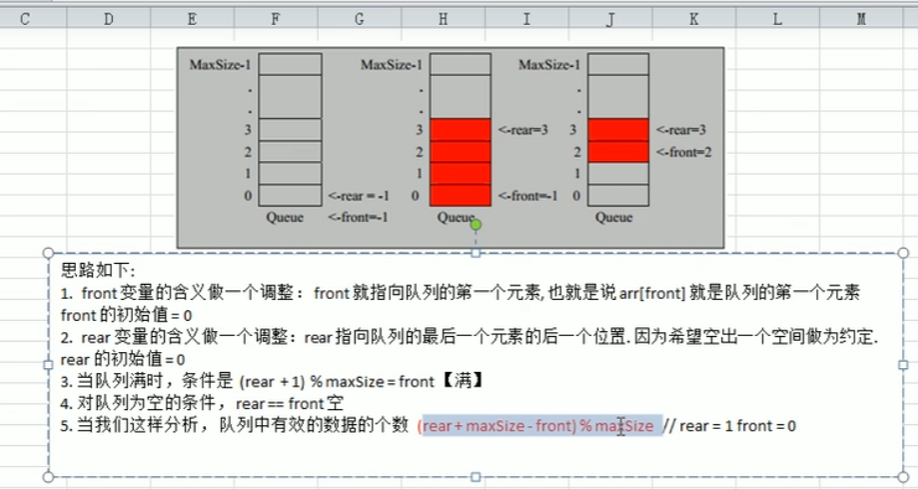 C D E F G H I J K L M
MaxSize-1 MaxSize-1 MaxSize-1
. . .
. . .
3 3 <-rear=3 3 <-rear=3
2 2 2 <-front=2
1 1 1
0 <-rear = -1 0 <-front=-1 0
Queue <-front=-1 Queue Queue
思路如下:
1. front 变量的含义做一个调整： front 就指向队列的第一个元素, 也就是说 arr[front] 就是队列的第一个元素
front 的初始值 = 0
2. rear 变量的含义做一个调整：rear 指向队列的最后一个元素的后一个位置. 因为希望空出一个空间做为约定.
rear 的初始值 = 0
3. 当队列满时，条件是 (rear + 1) % maxSize = front 【满】
4. 对队列为空的条件， rear == front 空
5. 当我们这样分析， 队列中有效的数据的个数 (rear + maxSize - front) % maxSize // rear = 1 front = 0